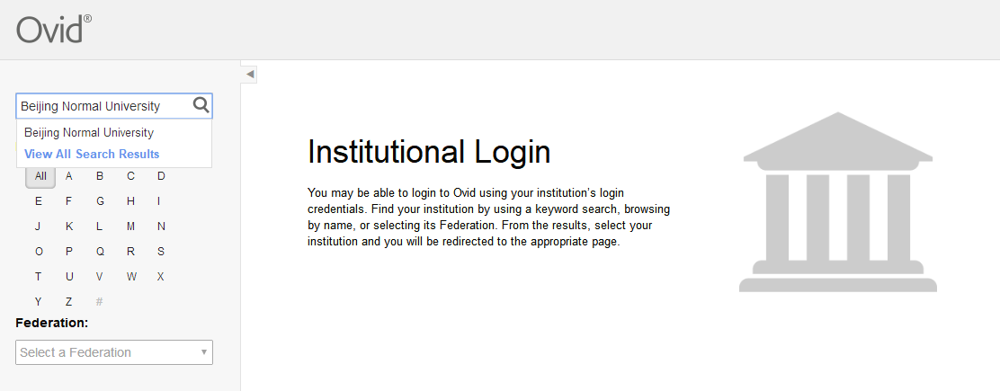 Ovid®
Beijing Normal University
Beijing Normal University
View All Search Results
All A B C D
E F G H I
J K L M N
O P Q R S
T U V W X
Y Z #
Federation:
Select a Federation
Institutional Login
You may be able to login to Ovid using your institution's login
credentials. Find your institution by using a keyword search, browsing
by name, or selecting its Federation. From the results, select your
institution and you will be redirected to the appropriate page.